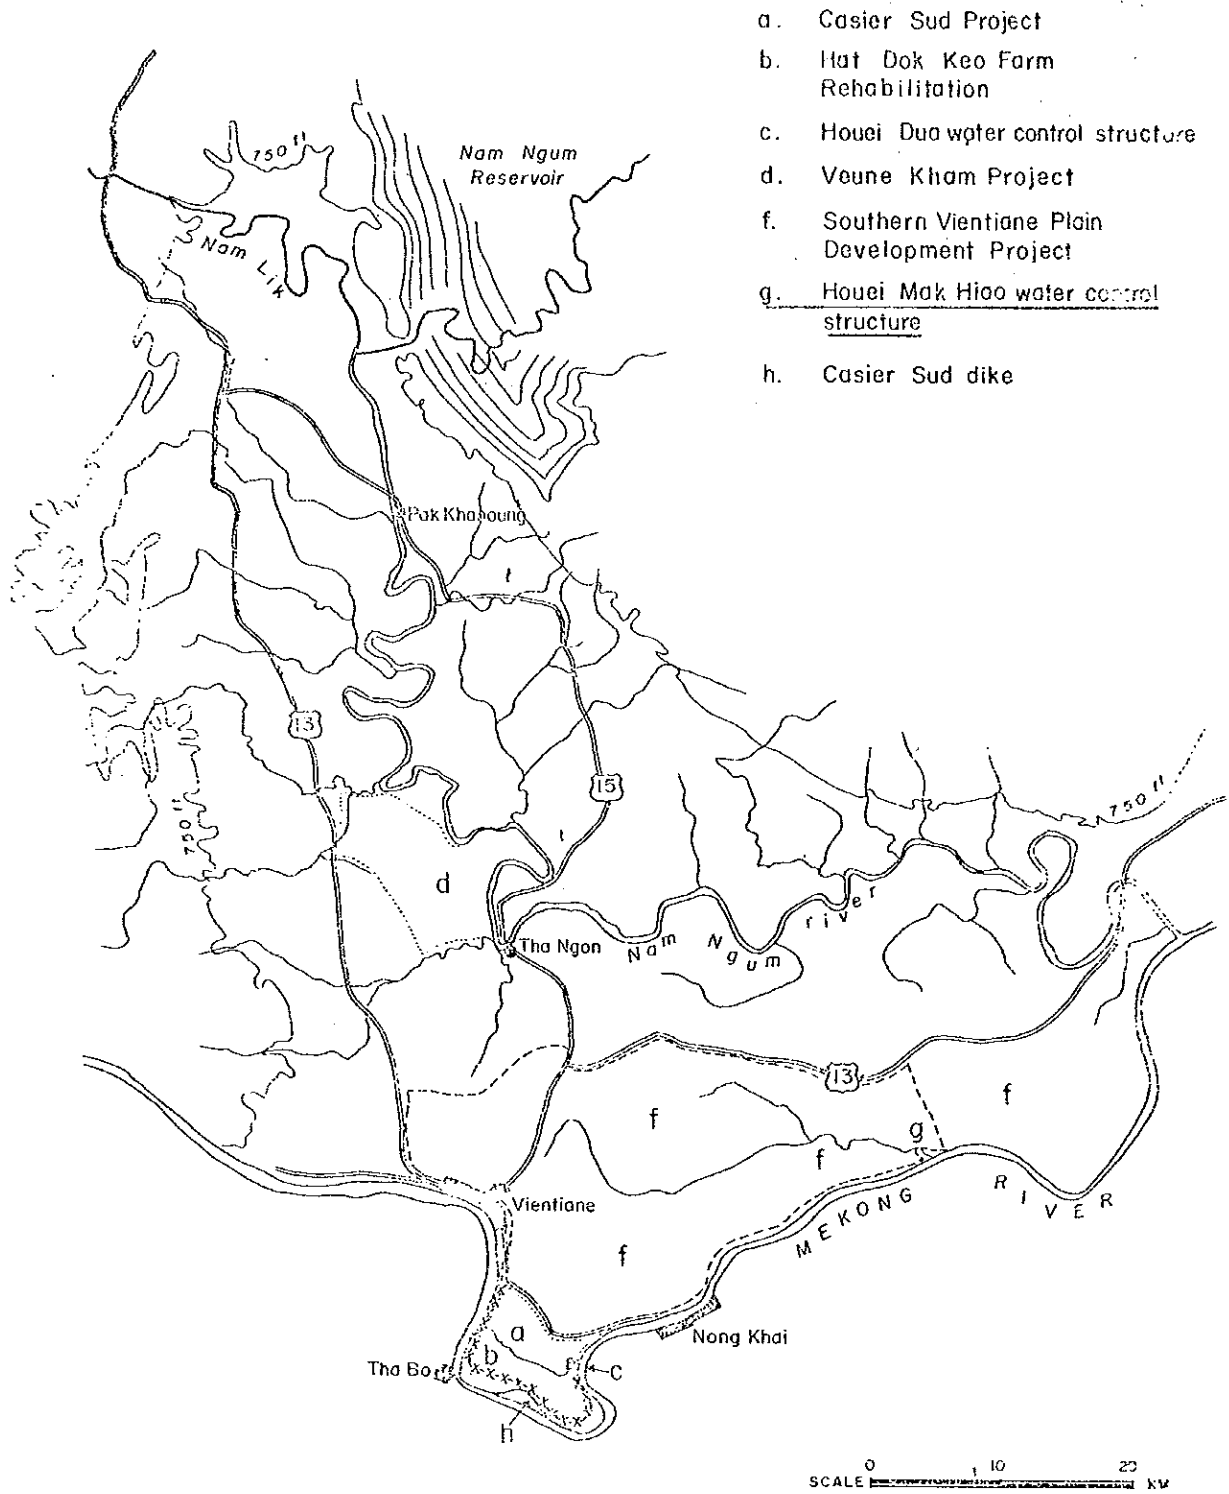 a. Casier Sud Project
b. Hat Dok Keo Farm
Rehabilitation
c. Houei Dua water control structure
d. Veune Kham Project
f. Southern Vientiane Plain
Development Project
g. Houei Mak Hiao water control
structure
h. Casier Sud dike
750 ft
Nam Ngum
Reservoir
Nam Lik
Pak Khanoung
13
15
750 ft
750 ft
d
Tha Ngon
Nam Ngum river
13
f
f
g
f
Vientiane
MEKONG RIVER
f
a
Nong Khai
b
Tha Bo
c
h
SCALE 0 10 20 KM